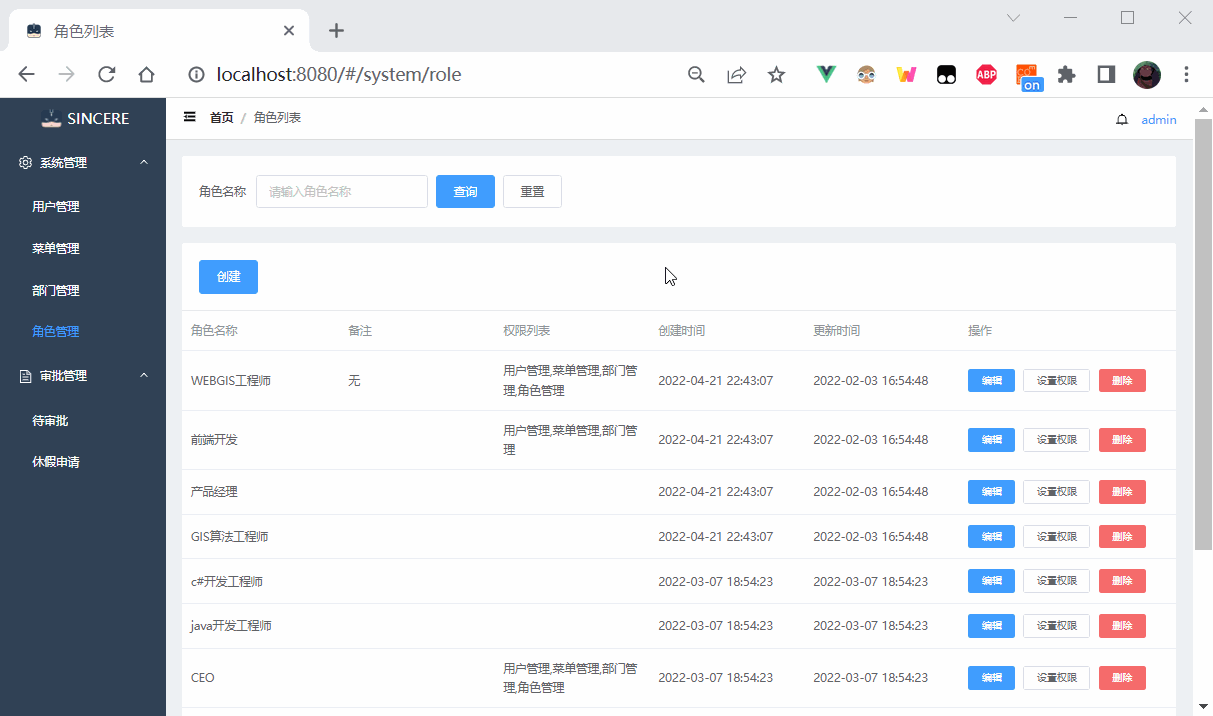 角色列表
localhost:8080/#/system/role
ABP
on
SINCERE
首页 / 角色列表
admin
系统管理
用户管理
菜单管理
部门管理
角色管理
审批管理
待审批
休假申请
角色名称 请输入角色名称 查询 重置
创建
角色名称 备注 权限列表 创建时间 更新时间 操作
WEBGIS工程师 无 用户管理,菜单管理,部门管 2022-04-21 22:43:07 2022-02-03 16:54:48 编辑 设置权限 删除
理,角色管理
前端开发 用户管理,菜单管理,部门管 2022-04-21 22:43:07 2022-02-03 16:54:48 编辑 设置权限 删除
理
产品经理 2022-04-21 22:43:07 2022-02-03 16:54:48 编辑 设置权限 删除
GIS算法工程师 2022-04-21 22:43:07 2022-02-03 16:54:48 编辑 设置权限 删除
c#开发工程师 2022-03-07 18:54:23 2022-03-07 18:54:23 编辑 设置权限 删除
java开发工程师 2022-03-07 18:54:23 2022-03-07 18:54:23 编辑 设置权限 删除
CEO 用户管理,菜单管理,部门管 2022-03-07 18:54:23 2022-03-07 18:54:23 编辑 设置权限 删除
理,角色管理